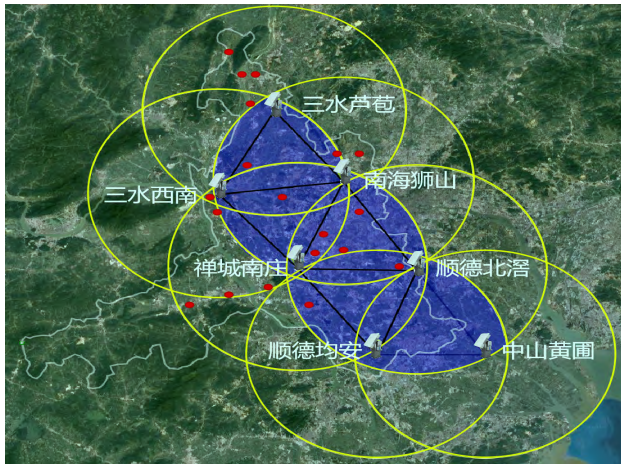 三水芦苞
南海狮山
三水西南
禅城南庄
顺德北滘
顺德均安
中山黄圃